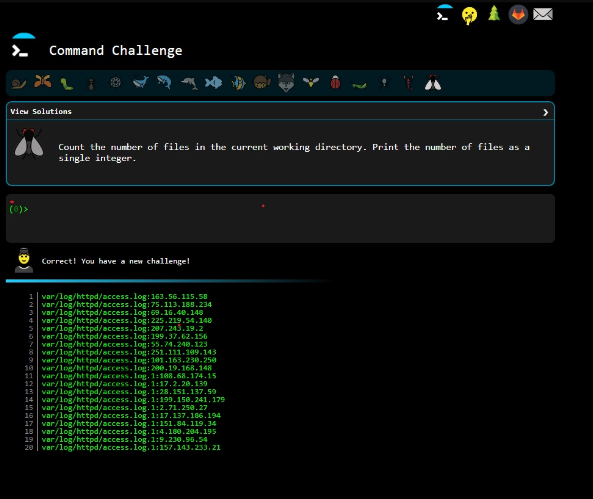 Command Challenge
View Solutions
Count the number of files in the current working directory. Print the number of files as a
single integer.
(0)>
Correct! You have a new challenge!
1 var/log/httpd/access.log:163.56.115.58
2 var/log/httpd/access.log:75.113.188.234
3 var/log/httpd/access.log:69.16.40.148
4 var/log/httpd/access.log:225.219.54.140
5 var/log/httpd/access.log:207.243.19.2
6 var/log/httpd/access.log:199.37.62.156
7 var/log/httpd/access.log:55.74.240.123
8 var/log/httpd/access.log:251.111.109.143
9 var/log/httpd/access.log:101.163.230.250
10 var/log/httpd/access.log:200.19.168.148
11 var/log/httpd/access.log.1:108.68.174.15
12 var/log/httpd/access.log.1:17.2.20.139
13 var/log/httpd/access.log.1:28.151.137.59
14 var/log/httpd/access.log.1:199.150.241.179
15 var/log/httpd/access.log.1:2.71.250.27
16 var/log/httpd/access.log.1:17.137.186.194
17 var/log/httpd/access.log.1:151.84.119.34
18 var/log/httpd/access.log.1:4.180.204.195
19 var/log/httpd/access.log.1:9.230.96.54
20 var/log/httpd/access.log.1:157.143.233.21